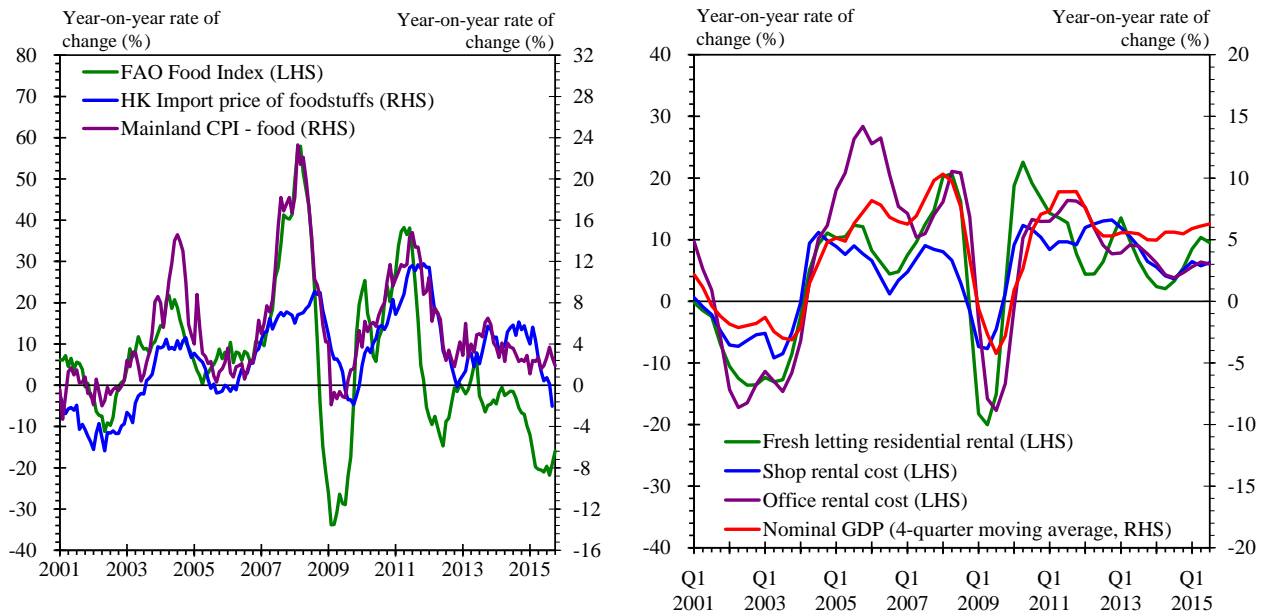 Year-on-year rate of
change (%)
Year-on-year rate of
change (%)
80
70
60
50
40
30
20
10
0
-10
-20
-30
-40
32
28
24
20
16
12
8
4
0
-4
-8
-12
-16
FAO Food Index (LHS)
HK Import price of foodstuffs (RHS)
Mainland CPI - food (RHS)
2001 2003 2005 2007 2009 2011 2013 2015
Year-on-year rate of
change (%)
Year-on-year rate of
change (%)
40
30
20
10
0
-10
-20
-30
-40
20
15
10
5
0
-5
-10
-15
-20
Fresh letting residential rental (LHS)
Shop rental cost (LHS)
Office rental cost (LHS)
Nominal GDP (4-quarter moving average, RHS)
Q1 Q1 Q1 Q1 Q1 Q1 Q1 Q1
2001 2003 2005 2007 2009 2011 2013 2015